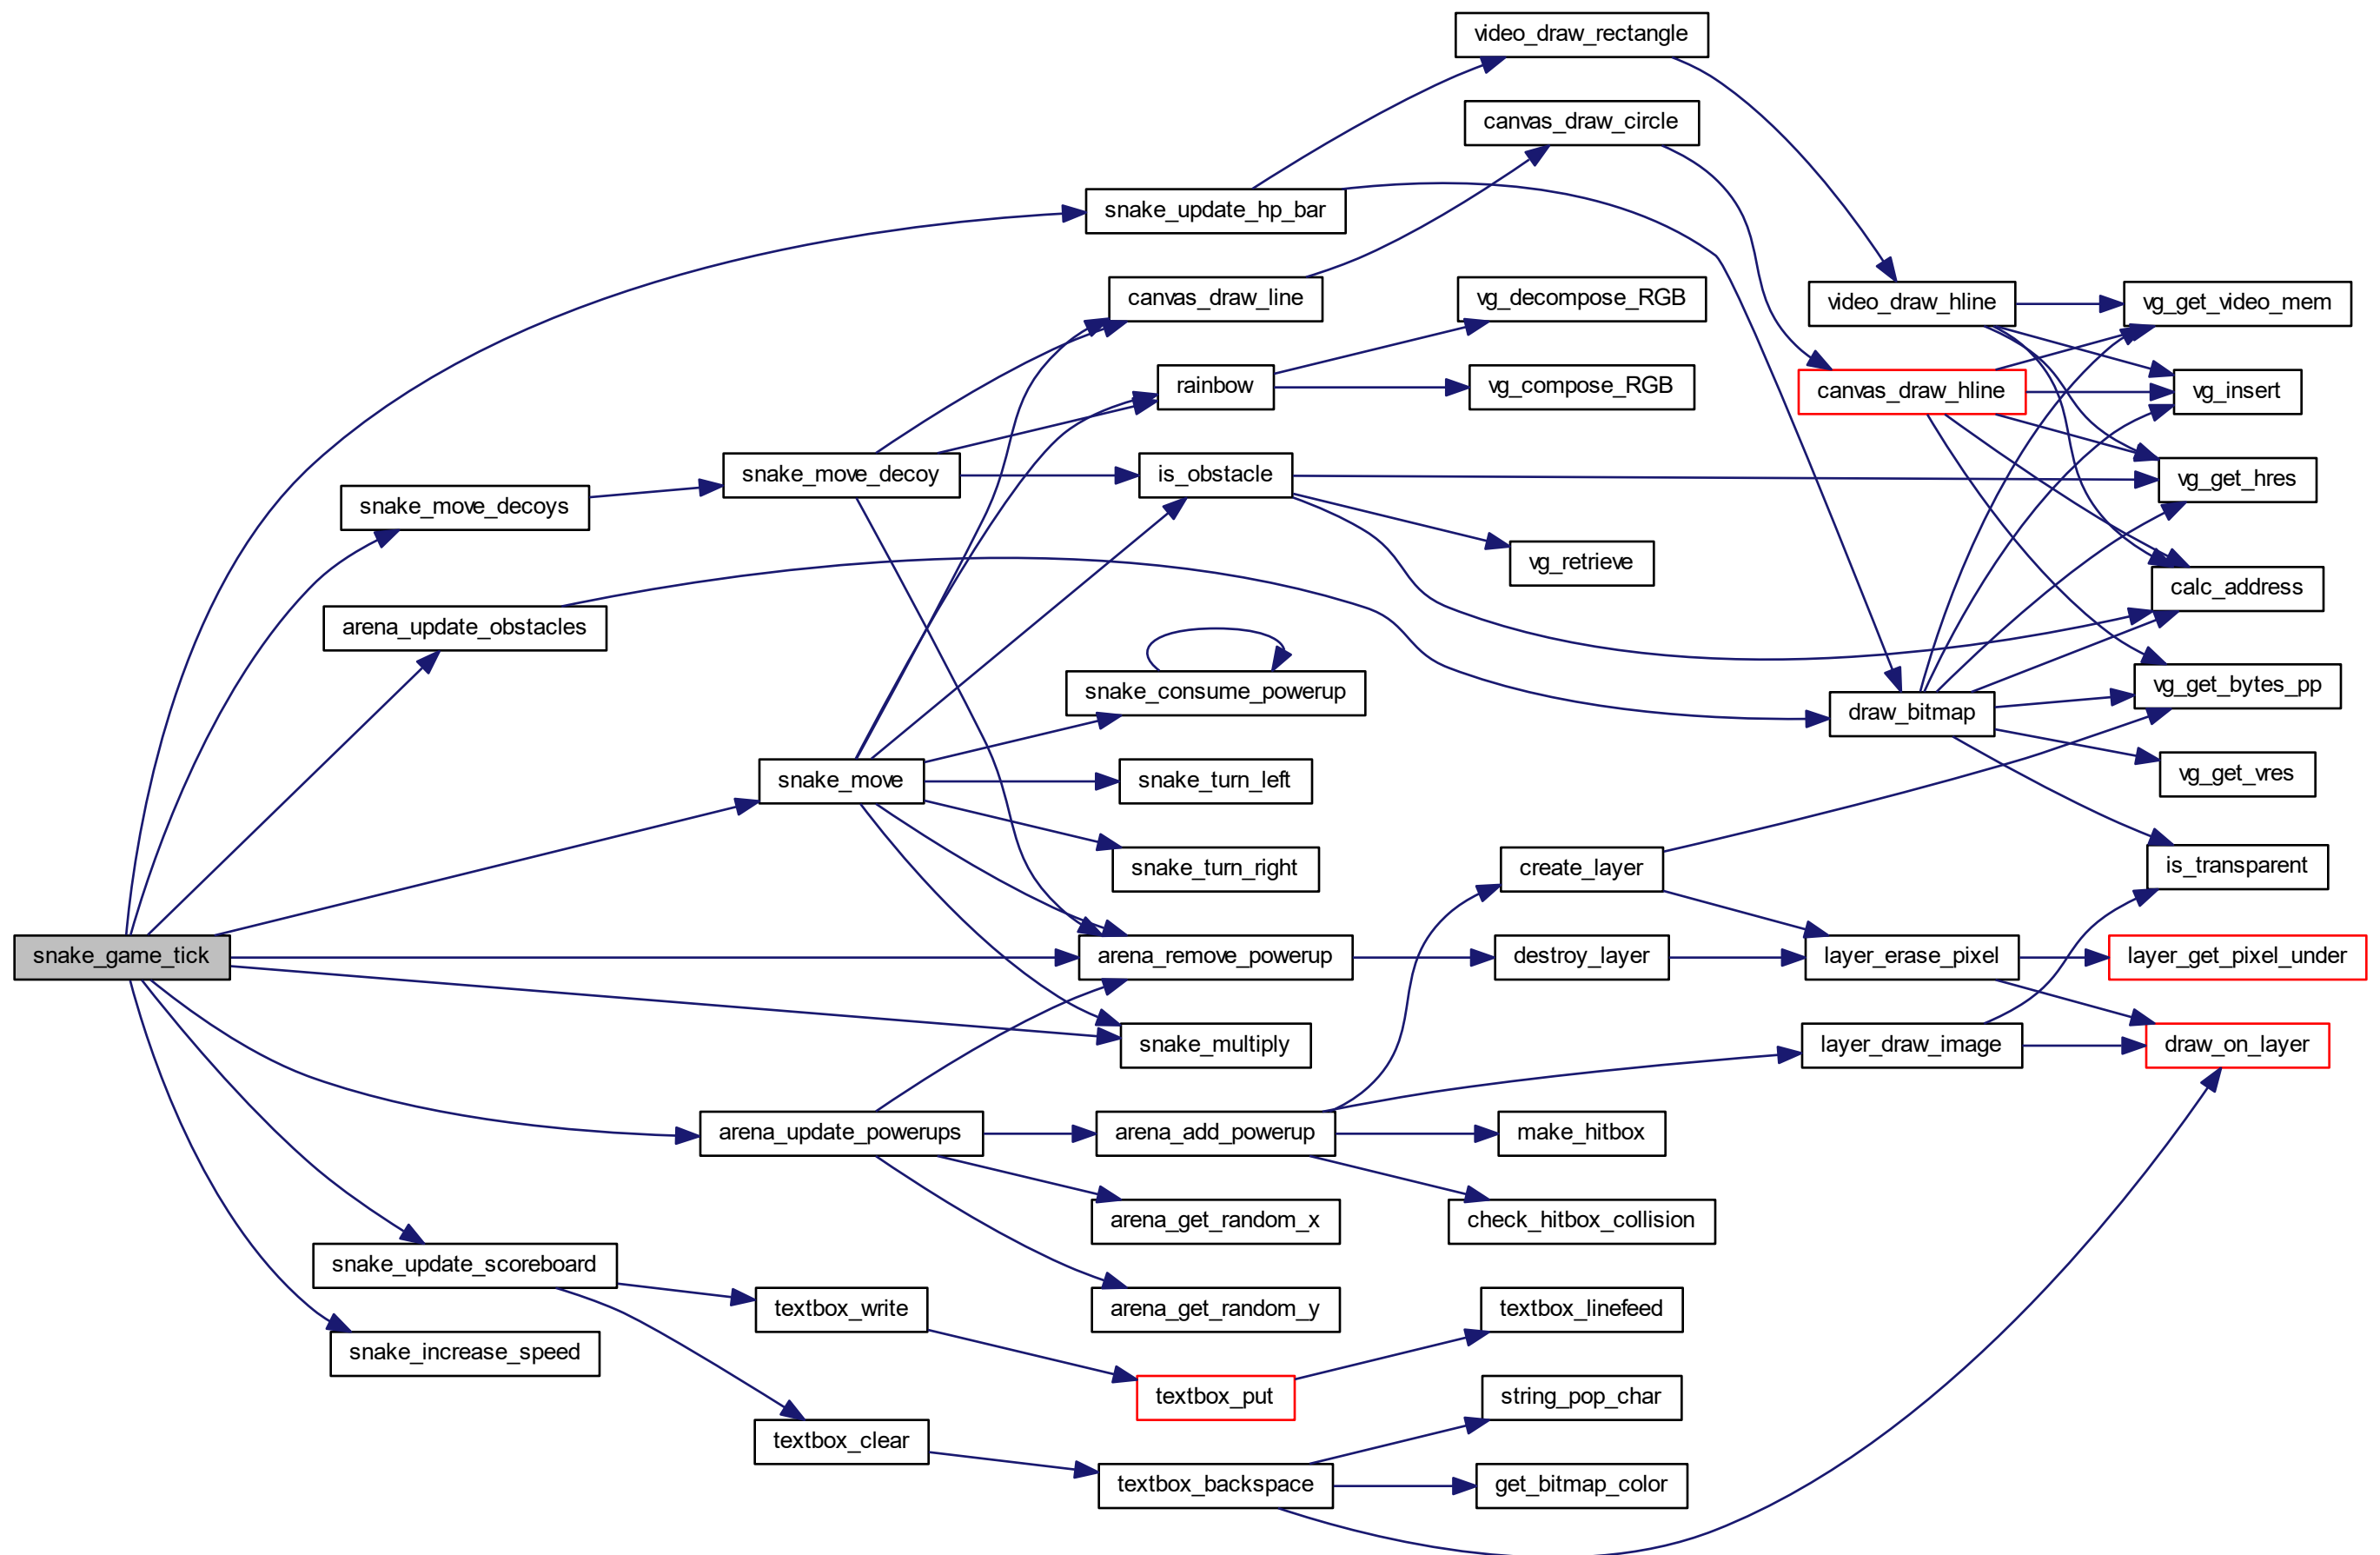 video_draw_rectangle
canvas_draw_circle
snake_update_hp_bar
canvas_draw_line
vg_decompose_RGB
video_draw_hline
vg_get_video_mem
rainbow
vg_compose_RGB
canvas_draw_hline
vg_insert
snake_move_decoy
is_obstacle
vg_get_hres
snake_move_decoys
vg_retrieve
calc_address
arena_update_obstacles
snake_consume_powerup
vg_get_bytes_pp
draw_bitmap
snake_move
snake_turn_left
vg_get_vres
snake_turn_right
create_layer
is_transparent
snake_game_tick
arena_remove_powerup
destroy_layer
layer_erase_pixel
layer_get_pixel_under
snake_multiply
layer_draw_image
draw_on_layer
arena_update_powerups
arena_add_powerup
make_hitbox
arena_get_random_x
check_hitbox_collision
snake_update_scoreboard
textbox_write
arena_get_random_y
textbox_linefeed
snake_increase_speed
textbox_put
string_pop_char
textbox_clear
textbox_backspace
get_bitmap_color